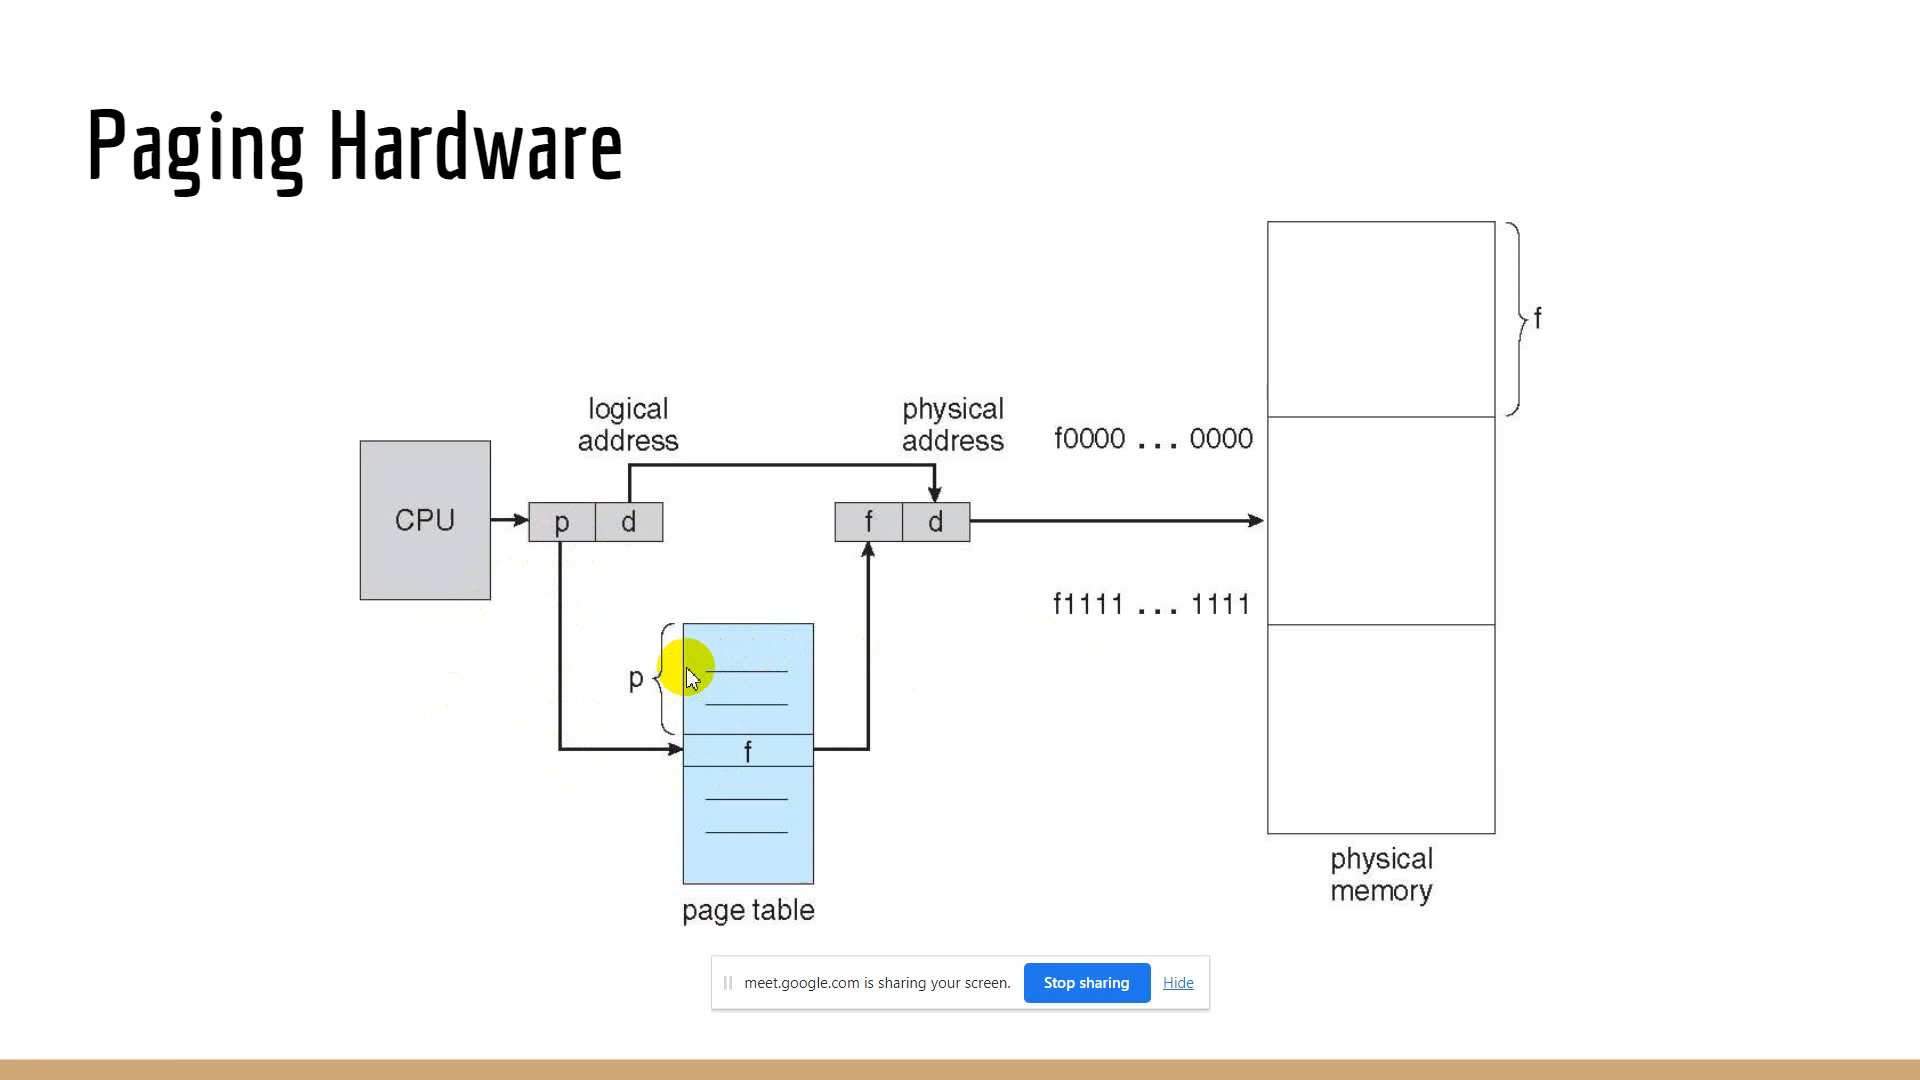 Paging Hardware
f
logical
address
physical
address
f0000 ... 0000
CPU
p d
f d
f1111 ... 1111
p
f
physical
memory
page table
meet.google.com is sharing your screen. Stop sharing Hide